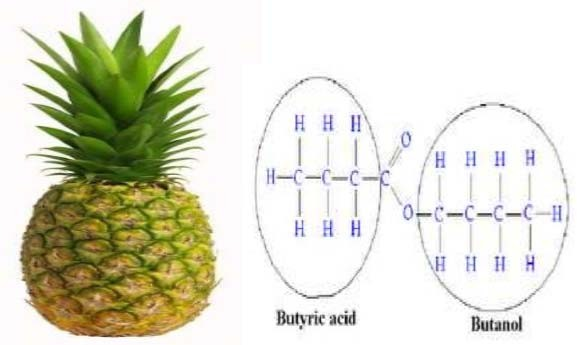 H H H
O
H H H H
H-C-C-C-C
O-C-C-C-C-H
H H H
H H H H
Butyric acid
Butanol